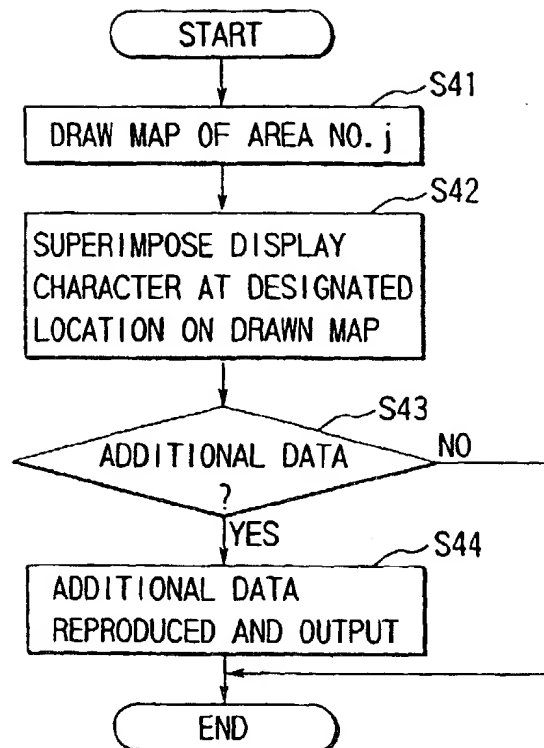 START
S41
DRAW MAP OF AREA NO.j
S42
SUPERIMPOSE DISPLAY
CHARACTER AT DESIGNATED
LOCATION ON DRAWN MAP
S43
ADDITIONAL DATA
?
NO
YES
S44
ADDITIONAL DATA
REPRODUCED AND OUTPUT
END